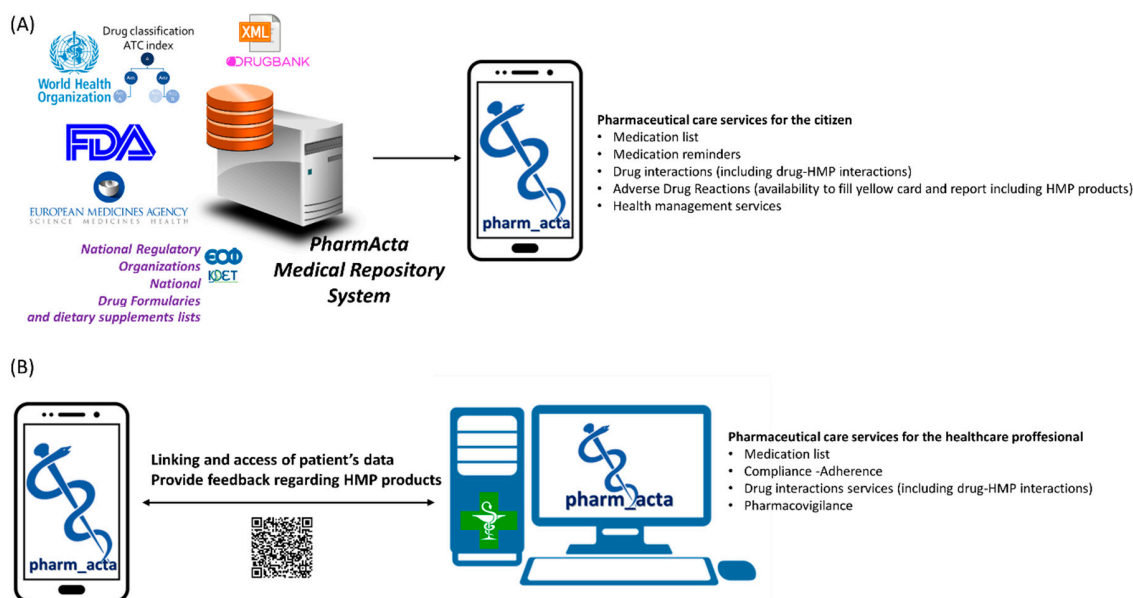 (A)
Drug classification
ATC index
XML
DRUGBANK
World Health
Organization
FDA
EUROPEAN MEDICINES AGENCY
SCIENCE MEDICINES HEALTH
National Regulatory
Organizations
National
Drug Formularies
and dietary supplements lists
ΕΟΦ
PharmActa
Medical Repository
System
pharm_acta
Pharmaceutical care services for the citizen
• Medication list
• Medication reminders
• Drug interactions (including drug-HMP interactions)
• Adverse Drug Reactions (availability to fill yellow card and report including HMP products)
• Health management services
(B)
pharm_acta
Linking and access of patient's data
Provide feedback regarding HMP products
pharm_acta
Pharmaceutical care services for the healthcare proffesional
• Medication list
• Compliance -Adherence
• Drug interactions services (including drug-HMP interactions)
• Pharmacovigilance